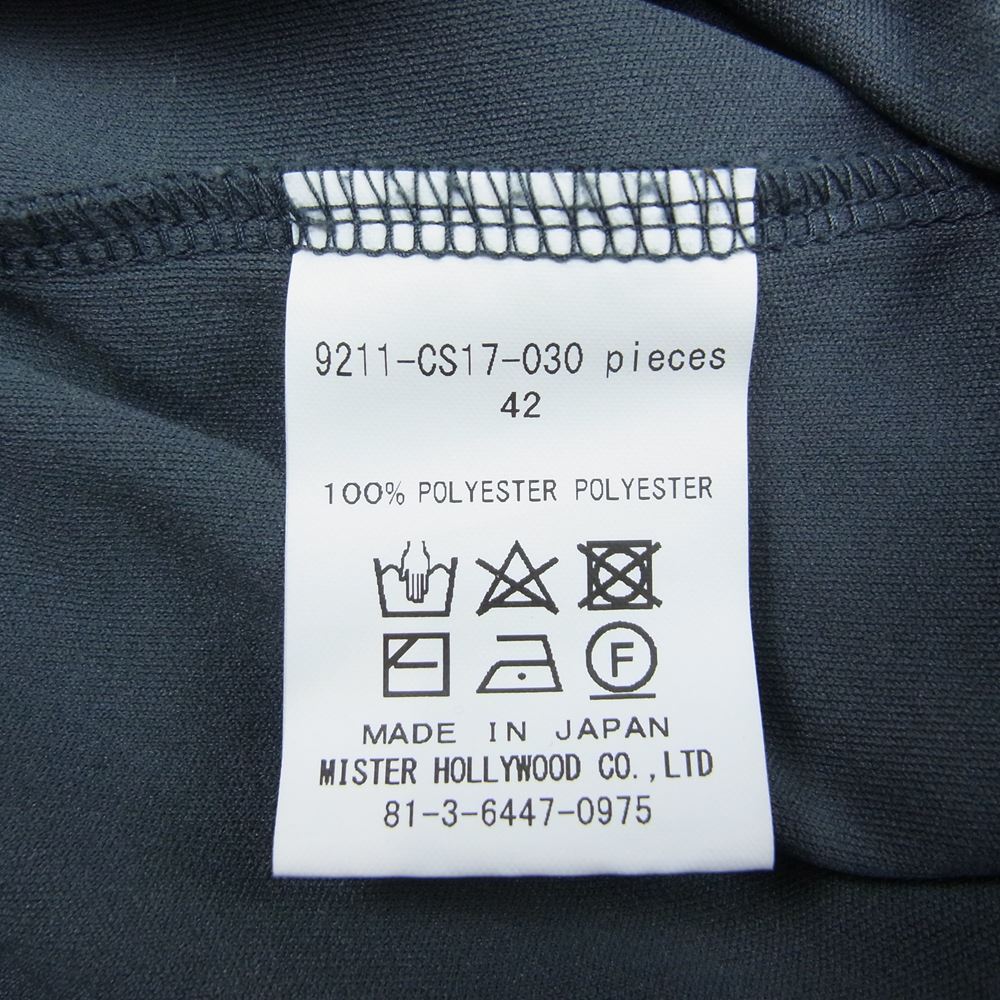 9211-CS17-030 pieces
42
100% POLYESTER POLYESTER
F
MADE IN JAPAN
MISTER HOLLYWOOD CO.,LTD
81-3-6447-0975